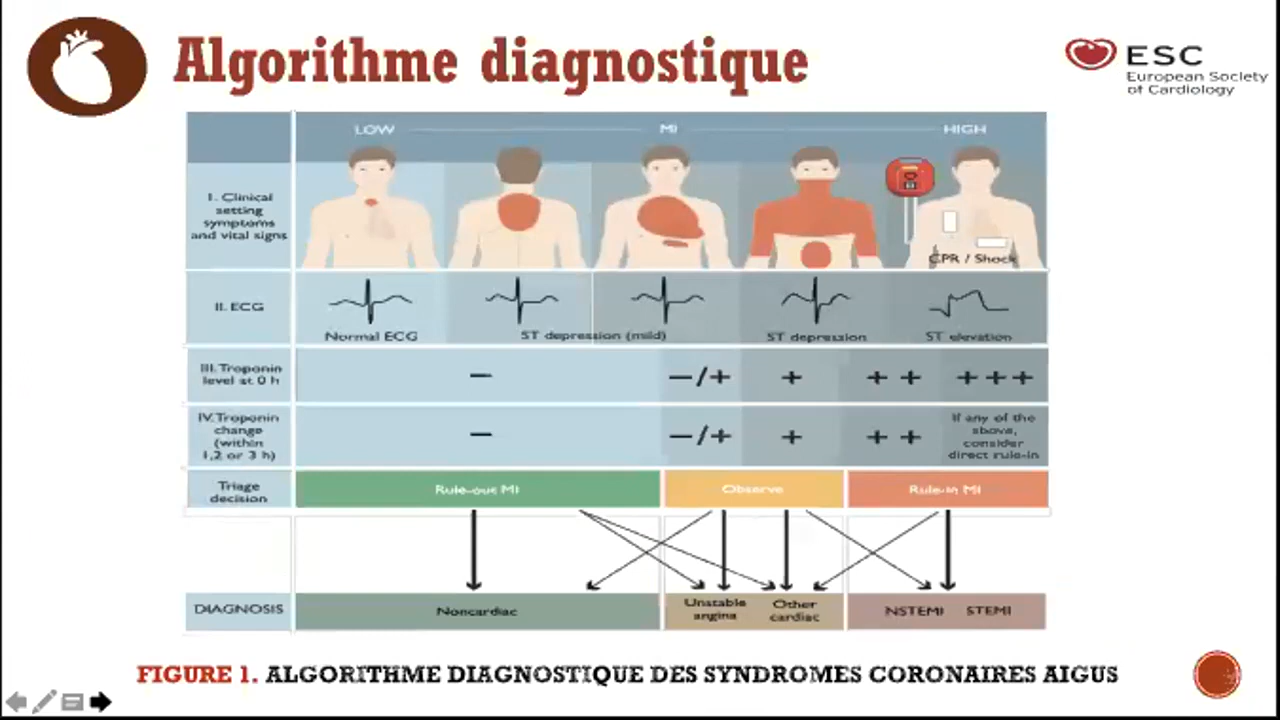 Algorithme diagnostique
ESC
European Society
of Cardiology
LOW
MI
HIGH
I. Clinical
setting
symptoms
and vital signs
CPR / Shock
II. ECG
Normal ECG
ST depression (mild)
ST depression
ST elevation
III. Troponin
level at 0 h
−
−/+
+
+ +
+ + +
IV. Troponin
change
(within
1,2 or 3 h)
−
−/+
+
+ +
If any of the
above,
consider
direct rule-in
Triage
decision
Rule-out MI
Observe
Rule-in MI
DIAGNOSIS
Noncardiac
Unstable
angina
Other
cardiac
NSTEMI
STEMI
FIGURE 1. ALGORITHME DIAGNOSTIQUE DES SYNDROMES CORONAIRES AIGUS